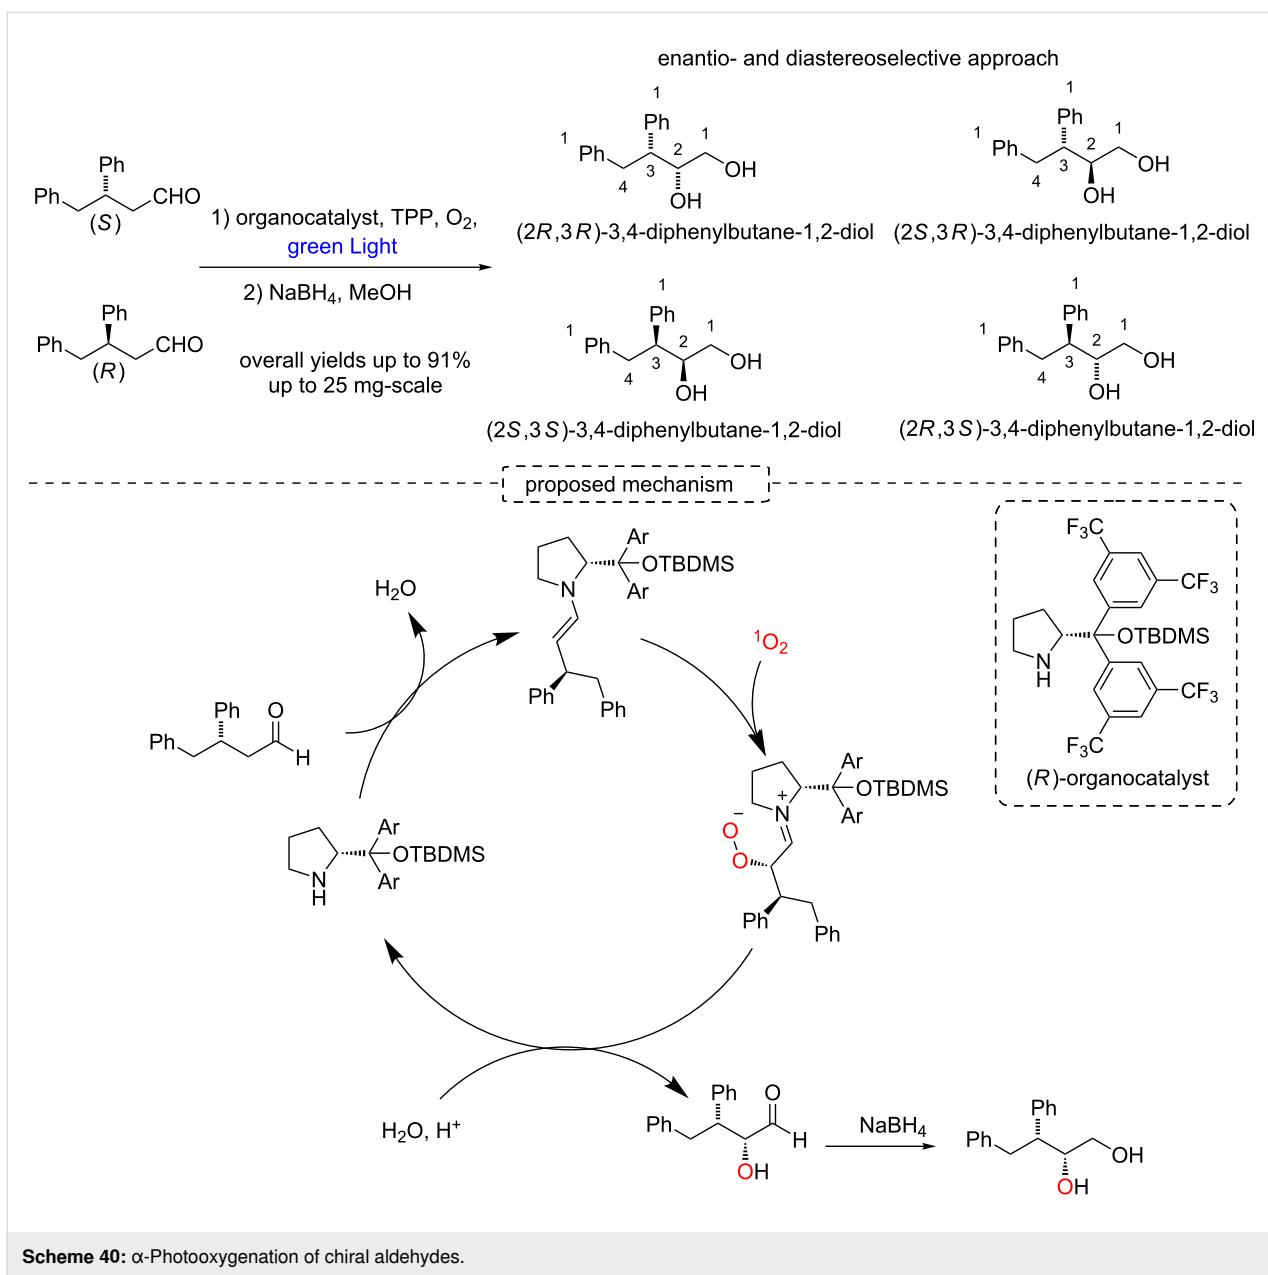 enantio- and diastereoselective approach
Ph
Ph
CHO
(S)
Ph
Ph
CHO
(R)
1) organocatalyst, TPP, O2,
green Light
2) NaBH4, MeOH
overall yields up to 91%
up to 25 mg-scale
1
Ph
1
Ph
4
3
2
1
OH
OH
(2R,3R)-3,4-diphenylbutane-1,2-diol
1
Ph
1
Ph
4
3
2
1
OH
OH
(2S,3R)-3,4-diphenylbutane-1,2-diol
1
Ph
1
Ph
4
3
2
1
OH
OH
(2S,3S)-3,4-diphenylbutane-1,2-diol
1
Ph
1
Ph
4
3
2
1
OH
OH
(2R,3S)-3,4-diphenylbutane-1,2-diol
proposed mechanism
H2O
Ar
OTBDMS
Ar
N
Ph
Ph
1O2
F3C
CF3
OTBDMS
N
H
CF3
F3C
(R)-organocatalyst
Ph
Ph
O
H
Ar
OTBDMS
Ar
N
H
Ar
OTBDMS
Ar
+
N
−
O
O
Ph
Ph
H2O, H+
Ph
Ph
O
H
OH
NaBH4
Ph
Ph
OH
OH
Scheme 40: α-Photooxygenation of chiral aldehydes.